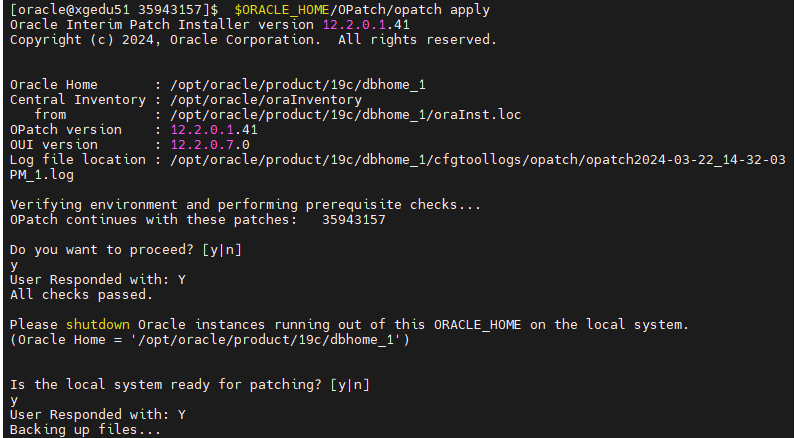 [oracle@xgedu51 35943157]$  $ORACLE_HOME/OPatch/opatch apply
Oracle Interim Patch Installer version 12.2.0.1.41
Copyright (c) 2024, Oracle Corporation.  All rights reserved.
Oracle Home       : /opt/oracle/product/19c/dbhome_1
Central Inventory : /opt/oracle/oraInventory
   from           : /opt/oracle/product/19c/dbhome_1/oraInst.loc
OPatch version    : 12.2.0.1.41
OUI version       : 12.2.0.7.0
Log file location : /opt/oracle/product/19c/dbhome_1/cfgtoollogs/opatch/opatch2024-03-22_14-32-03
PM_1.log
Verifying environment and performing prerequisite checks...
OPatch continues with these patches:   35943157
Do you want to proceed? [y|n]
y
User Responded with: Y
All checks passed.
Please shutdown Oracle instances running out of this ORACLE_HOME on the local system.
(Oracle Home = '/opt/oracle/product/19c/dbhome_1')
Is the local system ready for patching? [y|n]
y
User Responded with: Y
Backing up files...